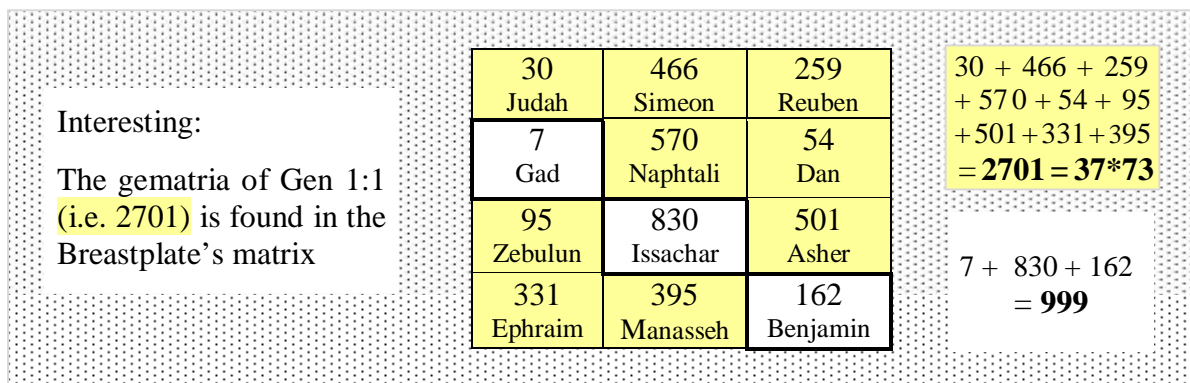 Interesting:
The gematria of Gen 1:1
(i.e. 2701) is found in the
Breastplate’s matrix
30 466 259
Judah Simeon Reuben
7 570 54
Gad Naphtali Dan
95 830 501
Zebulun Issachar Asher
331 395 162
Ephraim Manasseh Benjamin
30 + 466 + 259
+ 570 + 54 + 95
+501+331+395
= 2701 = 37*73
7 + 830 + 162
= 999